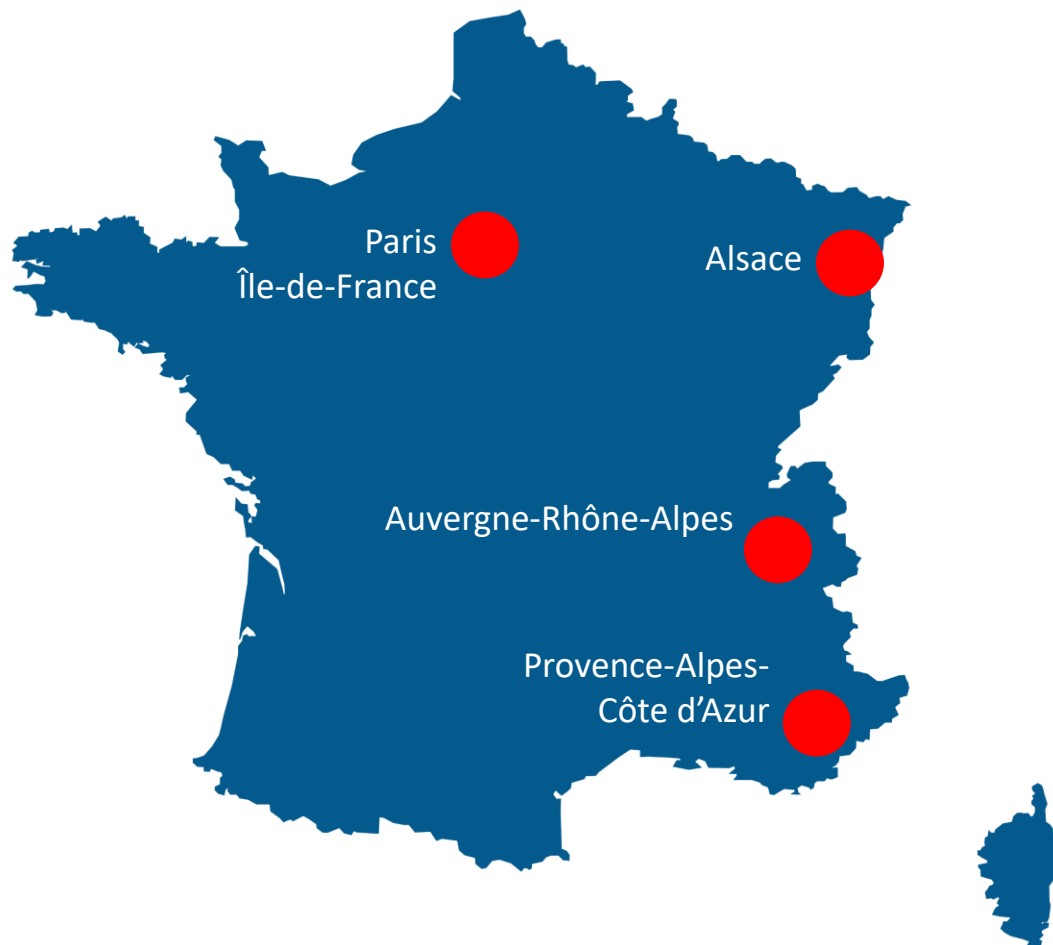 Paris
Île-de-France
Alsace
Auvergne-Rhône-Alpes
Provence-Alpes-
Côte d’Azur